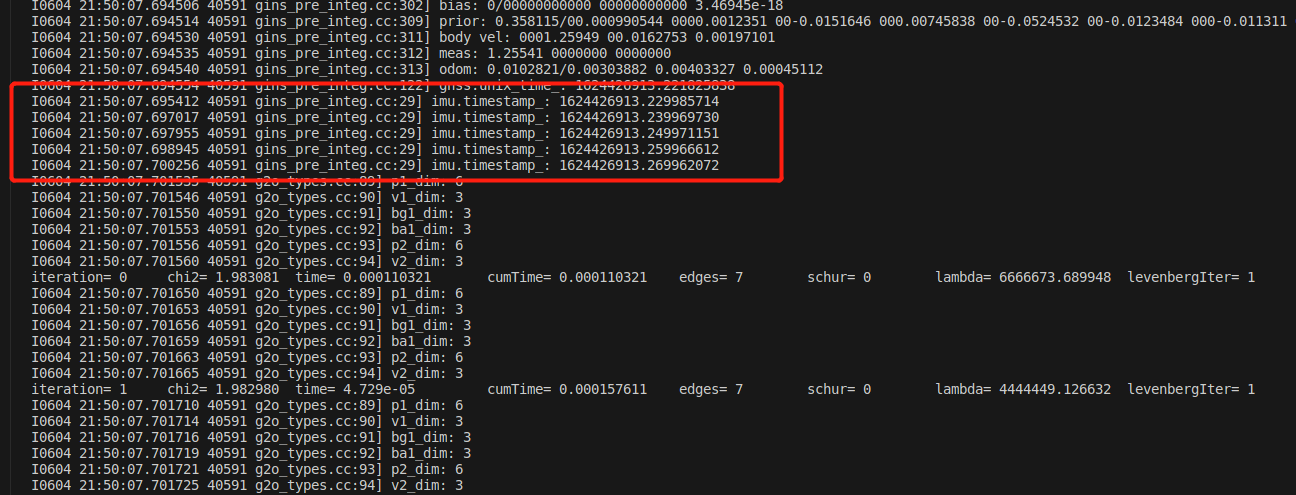 I0604 21:50:07.694506 40591 gins_pre_integ.cc:302] bias: 0/00000000000 00000000000 3.46945e-18
I0604 21:50:07.694514 40591 gins_pre_integ.cc:309] prior: 0.358115/00.000990544 0000.0012351 00-0.0151646 000.00745838 00-0.0524532 00-0.0123484 000-0.011311
I0604 21:50:07.694530 40591 gins_pre_integ.cc:311] body vel: 0001.25949 00.0162753 0.00197101
I0604 21:50:07.694535 40591 gins_pre_integ.cc:312] meas: 1.25541 0000000 0000000
I0604 21:50:07.694540 40591 gins_pre_integ.cc:313] odom: 0.0102821/0.00303882 0.00403327 0.00045112
I0604 21:50:07.694554 40591 gins_pre_integ.cc:122] gnss.unix_time_: 1624426913.221825838
I0604 21:50:07.695412 40591 gins_pre_integ.cc:29] imu.timestamp_: 1624426913.229985714
I0604 21:50:07.697017 40591 gins_pre_integ.cc:29] imu.timestamp_: 1624426913.239969730
I0604 21:50:07.697955 40591 gins_pre_integ.cc:29] imu.timestamp_: 1624426913.249971151
I0604 21:50:07.698945 40591 gins_pre_integ.cc:29] imu.timestamp_: 1624426913.259966612
I0604 21:50:07.700256 40591 gins_pre_integ.cc:29] imu.timestamp_: 1624426913.269962072
I0604 21:50:07.701535 40591 g2o_types.cc:89] p1_dim: 6
I0604 21:50:07.701546 40591 g2o_types.cc:90] v1_dim: 3
I0604 21:50:07.701550 40591 g2o_types.cc:91] bg1_dim: 3
I0604 21:50:07.701553 40591 g2o_types.cc:92] ba1_dim: 3
I0604 21:50:07.701556 40591 g2o_types.cc:93] p2_dim: 6
I0604 21:50:07.701560 40591 g2o_types.cc:94] v2_dim: 3
iteration= 0 chi2= 1.983081 time= 0.000110321 cumTime= 0.000110321 edges= 7 schur= 0 lambda= 6666673.689948 levenbergIter= 1
I0604 21:50:07.701650 40591 g2o_types.cc:89] p1_dim: 6
I0604 21:50:07.701653 40591 g2o_types.cc:90] v1_dim: 3
I0604 21:50:07.701656 40591 g2o_types.cc:91] bg1_dim: 3
I0604 21:50:07.701659 40591 g2o_types.cc:92] ba1_dim: 3
I0604 21:50:07.701663 40591 g2o_types.cc:93] p2_dim: 6
I0604 21:50:07.701665 40591 g2o_types.cc:94] v2_dim: 3
iteration= 1 chi2= 1.982980 time= 4.729e-05 cumTime= 0.000157611 edges= 7 schur= 0 lambda= 4444449.126632 levenbergIter= 1
I0604 21:50:07.701710 40591 g2o_types.cc:89] p1_dim: 6
I0604 21:50:07.701714 40591 g2o_types.cc:90] v1_dim: 3
I0604 21:50:07.701716 40591 g2o_types.cc:91] bg1_dim: 3
I0604 21:50:07.701719 40591 g2o_types.cc:92] ba1_dim: 3
I0604 21:50:07.701721 40591 g2o_types.cc:93] p2_dim: 6
I0604 21:50:07.701725 40591 g2o_types.cc:94] v2_dim: 3